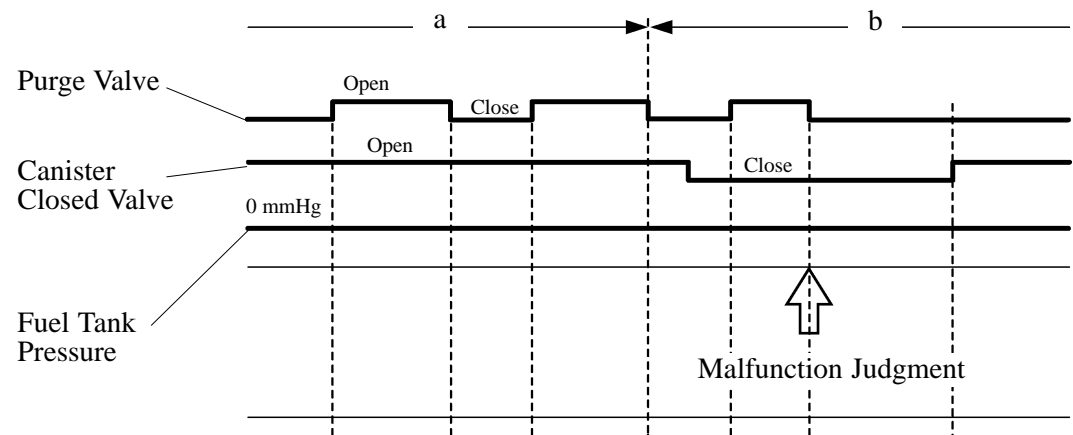 a
b
Purge Valve
Open
Close
Open
Canister
Closed Valve
Close
0 mmHg
Fuel Tank
Pressure
Malfunction Judgment